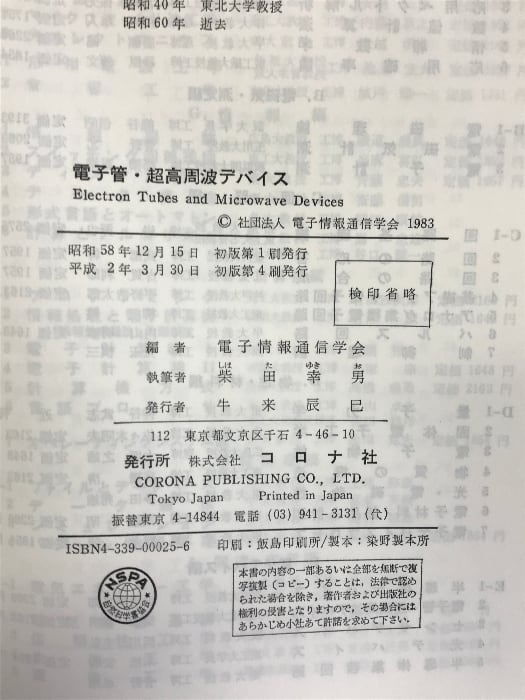 昭和40年 東北大学教授
昭和60年 逝去
電子管・超高周波デバイス
Electron Tubes and Microwave Devices
© 社団法人 電子情報通信学会 1983
昭和58年12月15日 初版第1刷発行
平成 2年 3月30日 初版第4刷発行
検印省略
編者 電子情報通信学会
しば た ゆき お
執筆者 柴田幸男
発行者 牛来辰巳
112 東京都文京区千石 4-46-10
発行所 株式会社 コロナ社
CORONA PUBLISHING CO., LTD.
Tokyo Japan Printed in Japan
振替東京 4-14844 電話 (03) 941-3131 (代)
ISBN4-339-00025-6 印刷:飯島印刷所/製本:染野製本所
NSPA
自然科学書協会
本書の内容の一部あるいは全部を無断で複
写複製(コピー)することは、法律で認め
られた場合を除き、著作者および出版社の
権利の侵害となりますので、その場合には
あらかじめ小社あて許諾を求めて下さい。